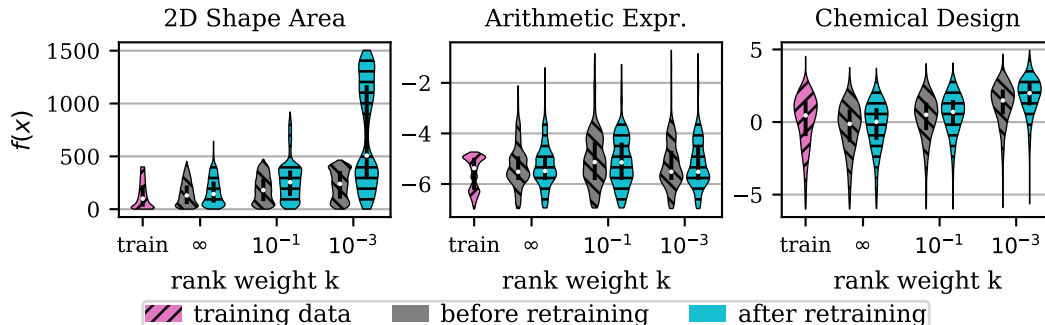 2D Shape Area
f(x)
1500
1000
500
0
train ∞ 10⁻¹ 10⁻³
rank weight k
Arithmetic Expr.
−2
−4
−6
train ∞ 10⁻¹ 10⁻³
rank weight k
Chemical Design
5
0
−5
train ∞ 10⁻¹ 10⁻³
rank weight k
training data before retraining after retraining